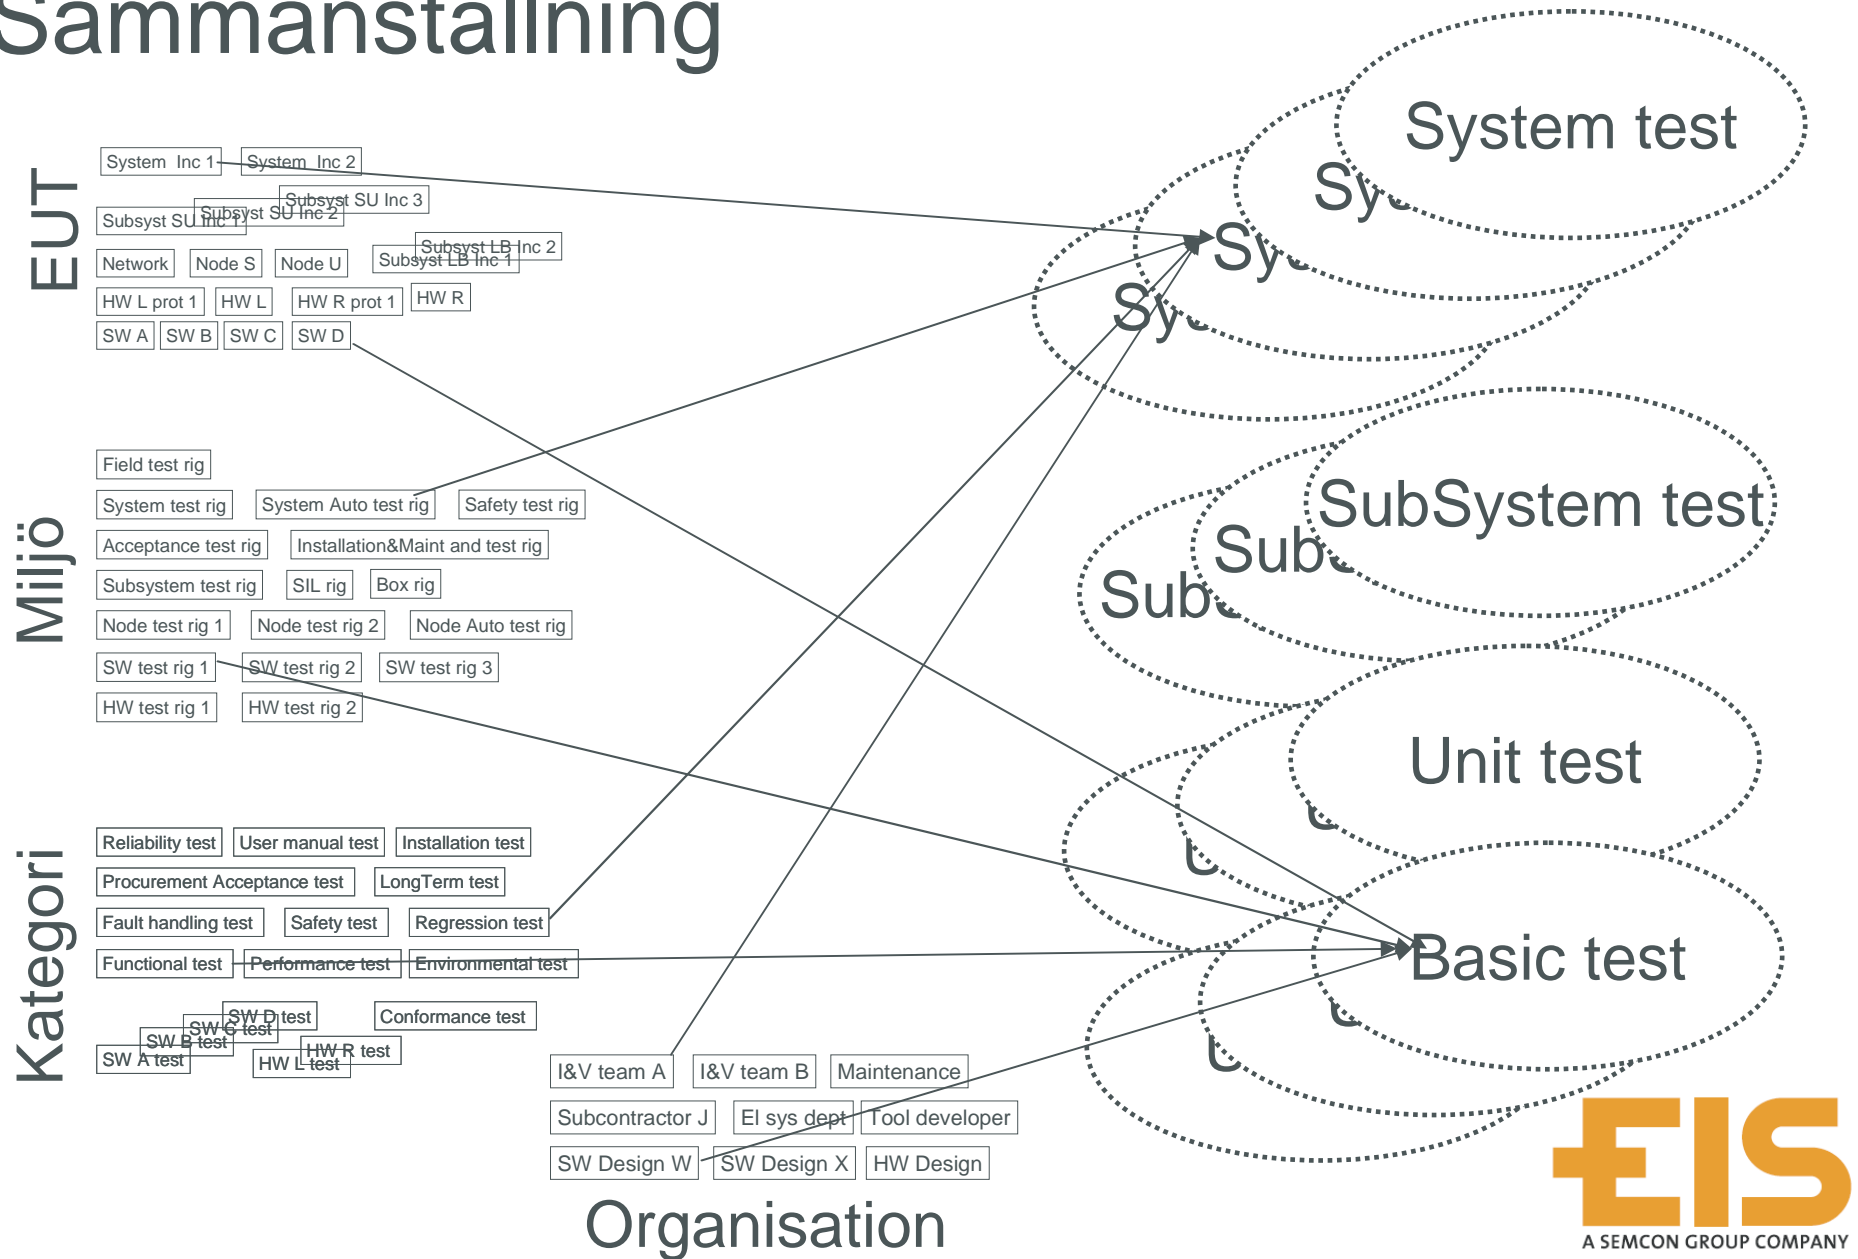 Sammanställning
EUT
System Inc 1
System Inc 2
Subsyst SU Inc 1
Subsyst SU Inc 2
Subsyst SU Inc 3
Network
Node S
Node U
Subsyst LB Inc 1
Subsyst LB Inc 2
HW L prot 1
HW L
HW R prot 1
HW R
SW A
SW B
SW C
SW D
Miljö
Field test rig
System test rig
System Auto test rig
Safety test rig
Acceptance test rig
Installation&Maint and test rig
Subsystem test rig
SIL rig
Box rig
Node test rig 1
Node test rig 2
Node Auto test rig
SW test rig 1
SW test rig 2
SW test rig 3
HW test rig 1
HW test rig 2
Kategori
Reliability test
User manual test
Installation test
Procurement Acceptance test
LongTerm test
Fault handling test
Safety test
Regression test
Functional test
Performance test
Environmental test
SW A test
SW B test
SW C test
SW D test
HW L test
HW R test
Conformance test
I&V team A
I&V team B
Maintenance
Subcontractor J
El sys dept
Tool developer
SW Design W
SW Design X
HW Design
Organisation
System test
Sy
Sy
Sy
SubSystem test
Sub
Sub
Unit test
Basic test
EIS
A SEMCON GROUP COMPANY